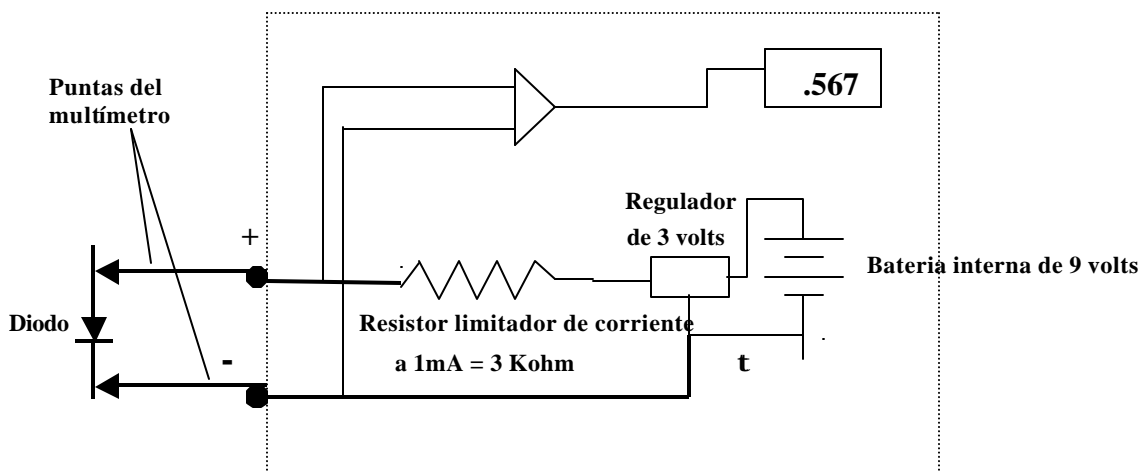 Puntas del
multímetro
.567
+
Regulador
de 3 volts
Bateria interna de 9 volts
Diodo
Resistor limitador de corriente
a 1mA = 3 Kohm
-
t